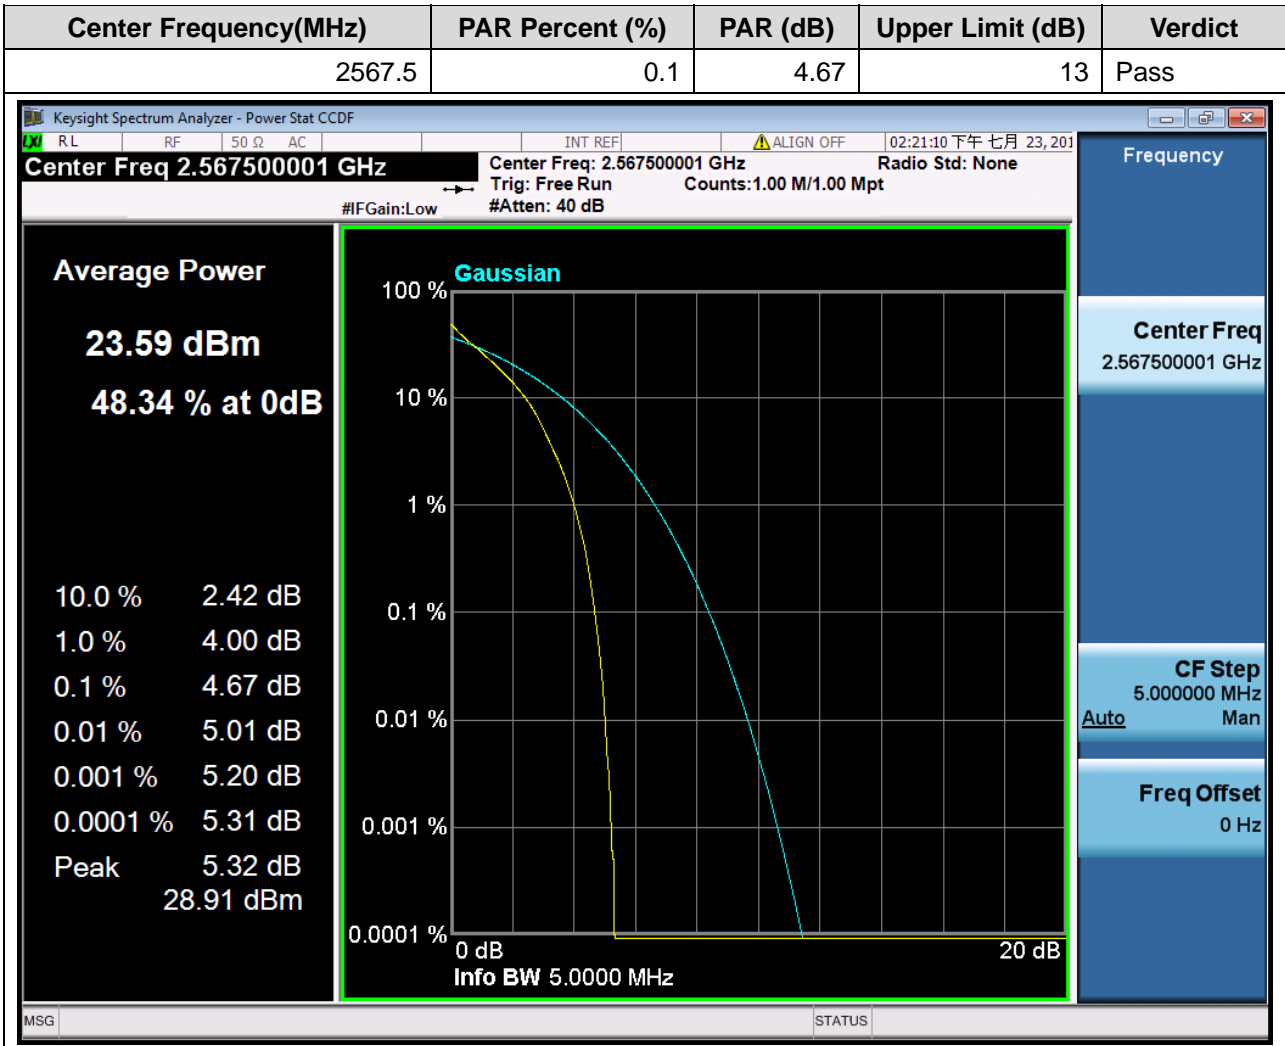 Center Frequency(MHz) PAR Percent (%) PAR (dB) Upper Limit (dB) Verdict
2567.5 0.1 4.67 13 Pass
Keysight Spectrum Analyzer - Power Stat CCDF
LXI RL RF 50 Ω AC INT REF ALIGN OFF 02:21:10 下午 七月 23, 201
Center Freq 2.567500001 GHz
Center Freq: 2.567500001 GHz Radio Std: None
Trig: Free Run Counts:1.00 M/1.00 Mpt
#IFGain:Low #Atten: 40 dB
Average Power
23.59 dBm
48.34 % at 0dB
10.0 % 2.42 dB
1.0 % 4.00 dB
0.1 % 4.67 dB
0.01 % 5.01 dB
0.001 % 5.20 dB
0.0001 % 5.31 dB
Peak 5.32 dB
28.91 dBm
Gaussian
100 %
10 %
1 %
0.1 %
0.01 %
0.001 %
0.0001 %
0 dB 20 dB
Info BW 5.0000 MHz
Frequency
Center Freq
2.567500001 GHz
CF Step
5.000000 MHz
Auto Man
Freq Offset
0 Hz
MSG STATUS